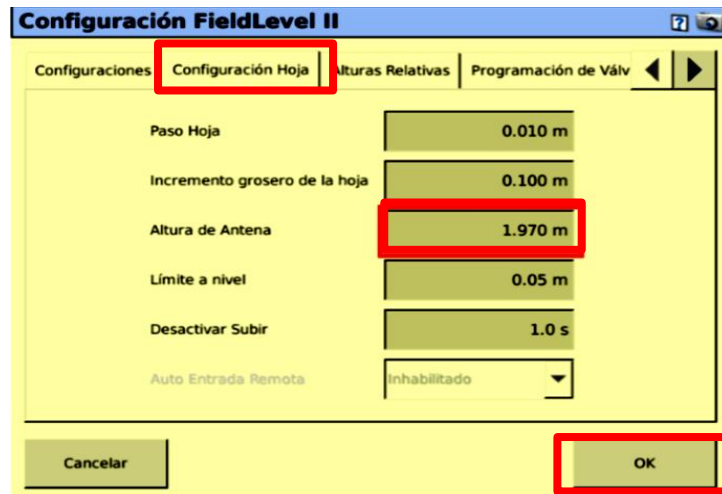 Configuración FieldLevel II
Configuraciones Configuración Hoja Alturas Relativas Programación de Válv
Paso Hoja 0.010 m
Incremento grosero de la hoja 0.100 m
Altura de Antena 1.970 m
Límite a nivel 0.05 m
Desactivar Subir 1.0 s
Auto Entrada Remota Inhabilitado
Cancelar OK